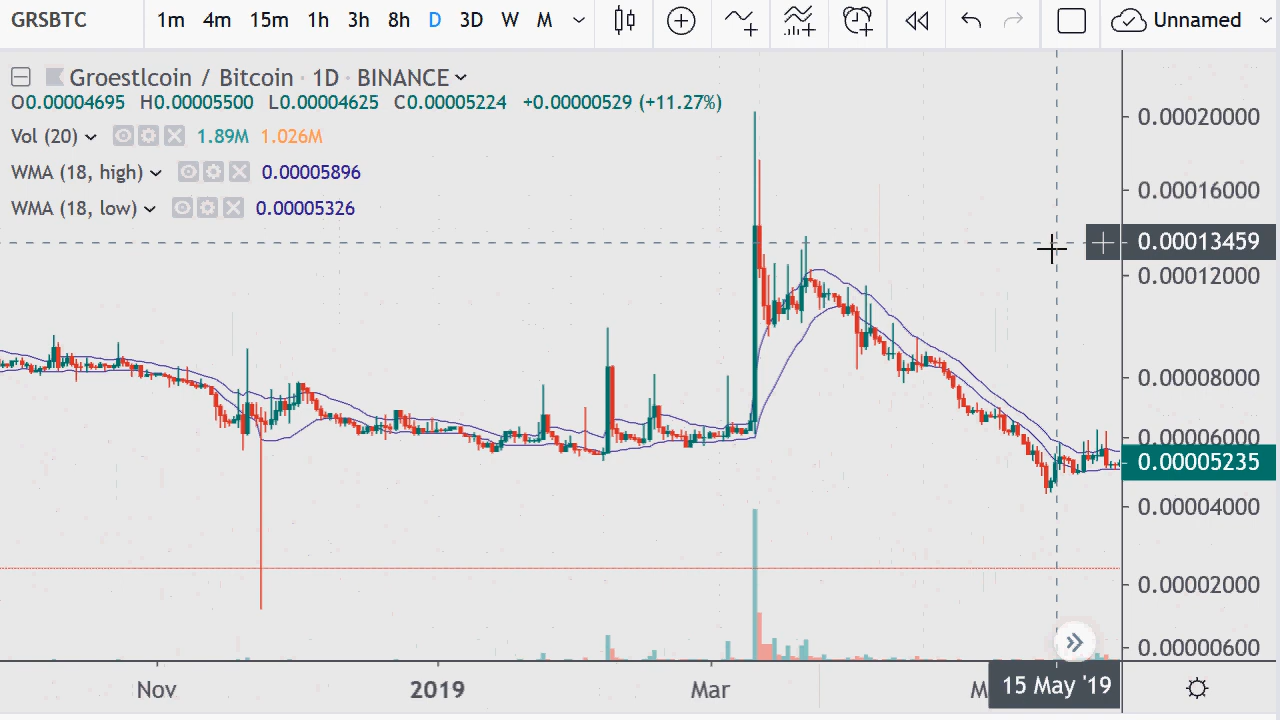 GRSBTC 1m 4m 15m 1h 3h 8h D 3D W M Unnamed
Groestlcoin / Bitcoin · 1D · BINANCE
O0.00004695 H0.00005500 L0.00004625 C0.00005224 +0.00000529 (+11.27%)
Vol (20) 1.89M 1.026M
WMA (18, high) 0.00005896
WMA (18, low) 0.00005326
0.00020000
0.00016000
0.00013459
0.00012000
0.00008000
0.00006000
0.00005235
0.00004000
0.00002000
0.00000600
Nov 2019 Mar 15 May '19